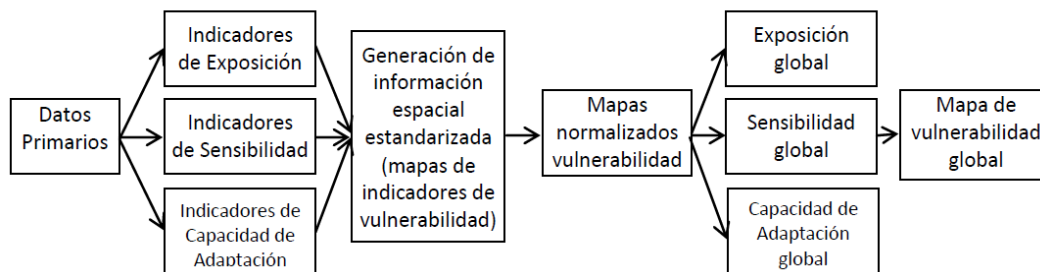 Datos
Primarios
Indicadores
de Exposición
Indicadores
de Sensibilidad
Indicadores de
Capacidad de
Adaptación
Generación de
información
espacial
estandarizada
(mapas de
indicadores de
vulnerabilidad)
Mapas
normalizados
vulnerabilidad
Exposición
global
Sensibilidad
global
Capacidad de
Adaptación
global
Mapa de
vulnerabilidad
global